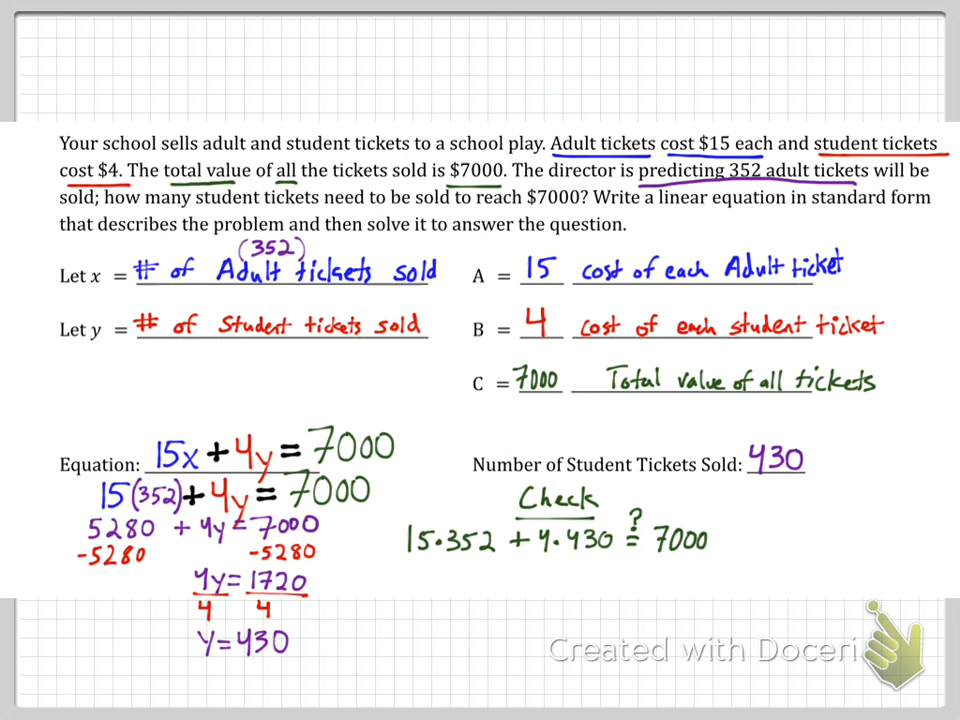 Your school sells adult and student tickets to a school play. Adult tickets cost $15 each and student tickets
cost $4. The total value of all the tickets sold is $7000. The director is predicting 352 adult tickets will be
sold; how many student tickets need to be sold to reach $7000? Write a linear equation in standard form
that describes the problem and then solve it to answer the question.
(352)
Let x = # of Adult tickets sold
A = 15 cost of each Adult ticket
Let y = # of Student tickets sold
B = 4 cost of each student ticket
C = 7000 Total value of all tickets
Equation: 15x + 4y = 7000
Number of Student Tickets Sold: 430
15(352) + 4y = 7000
Check
5280 + 4y = 7000
15·352 + 4·430 ≟ 7000
-5280 -5280
4y = 1720
4 4
y = 430
Created with Doceri